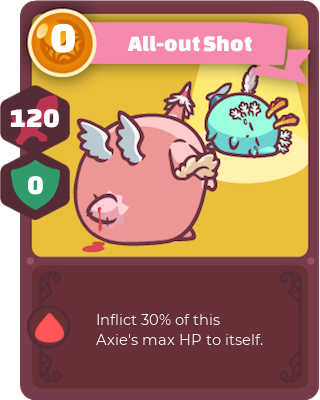 0
All-out Shot
120
0
Inflict 30% of this
Axie's max HP to itself.